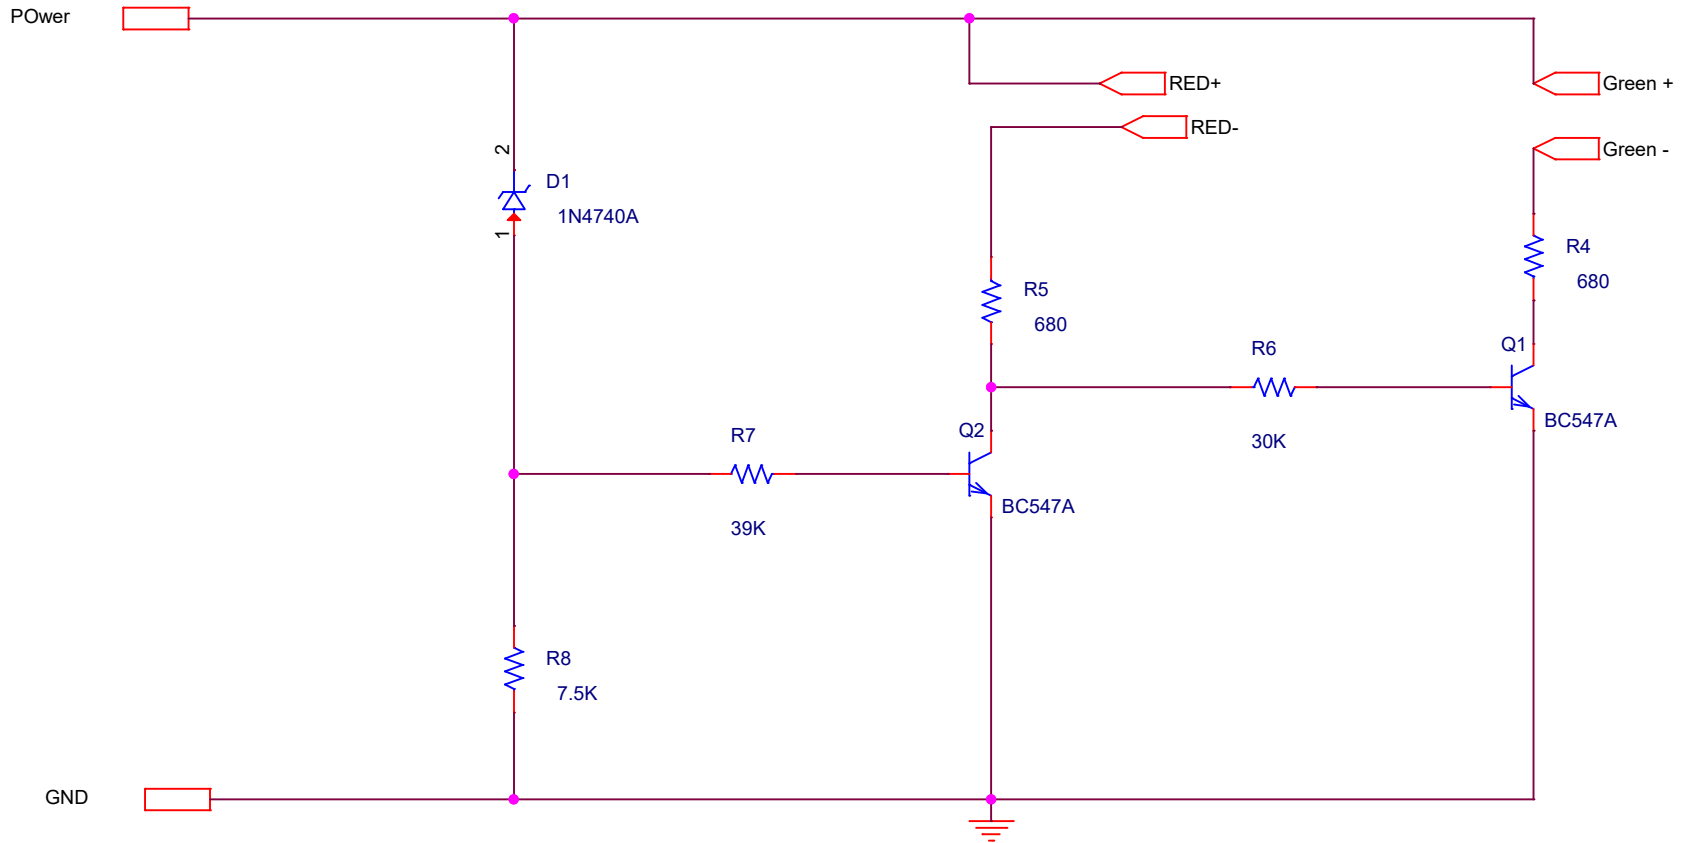 POwer
RED+
Green +
RED-
Green -
2
D1
1N4740A
1
R4
680
R5
680
Q1
R6
BC547A
Q2
R7
30K
BC547A
39K
R8
7.5K
GND